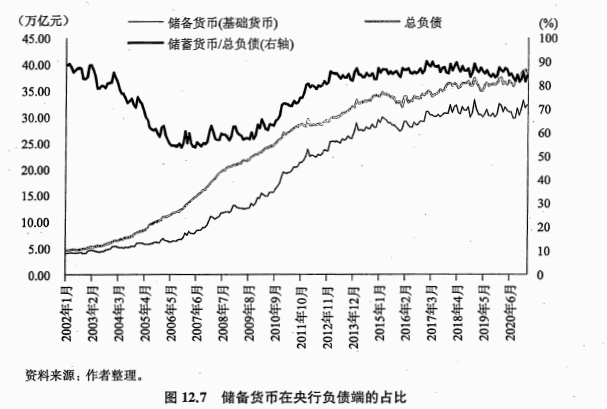 (万亿元)
储备货币(基础货币)
总负债
(%)
储蓄货币/总负债(右轴)
45.00
40.00
35.00
30.00
25.00
20.00
15.00
10.00
5.00
0.00
100
90
80
70
60
50
40
30
20
10
0
2002年1月
2003年2月
2004年3月
2005年4月
2006年5月
2007年6月
2008年7月
2009年8月
2010年9月
2011年10月
2012年11月
2013年12月
2015年1月
2016年2月
2017年3月
2018年4月
2019年5月
2020年6月
资料来源：作者整理。
图 12.7 储备货币在央行负债端的占比